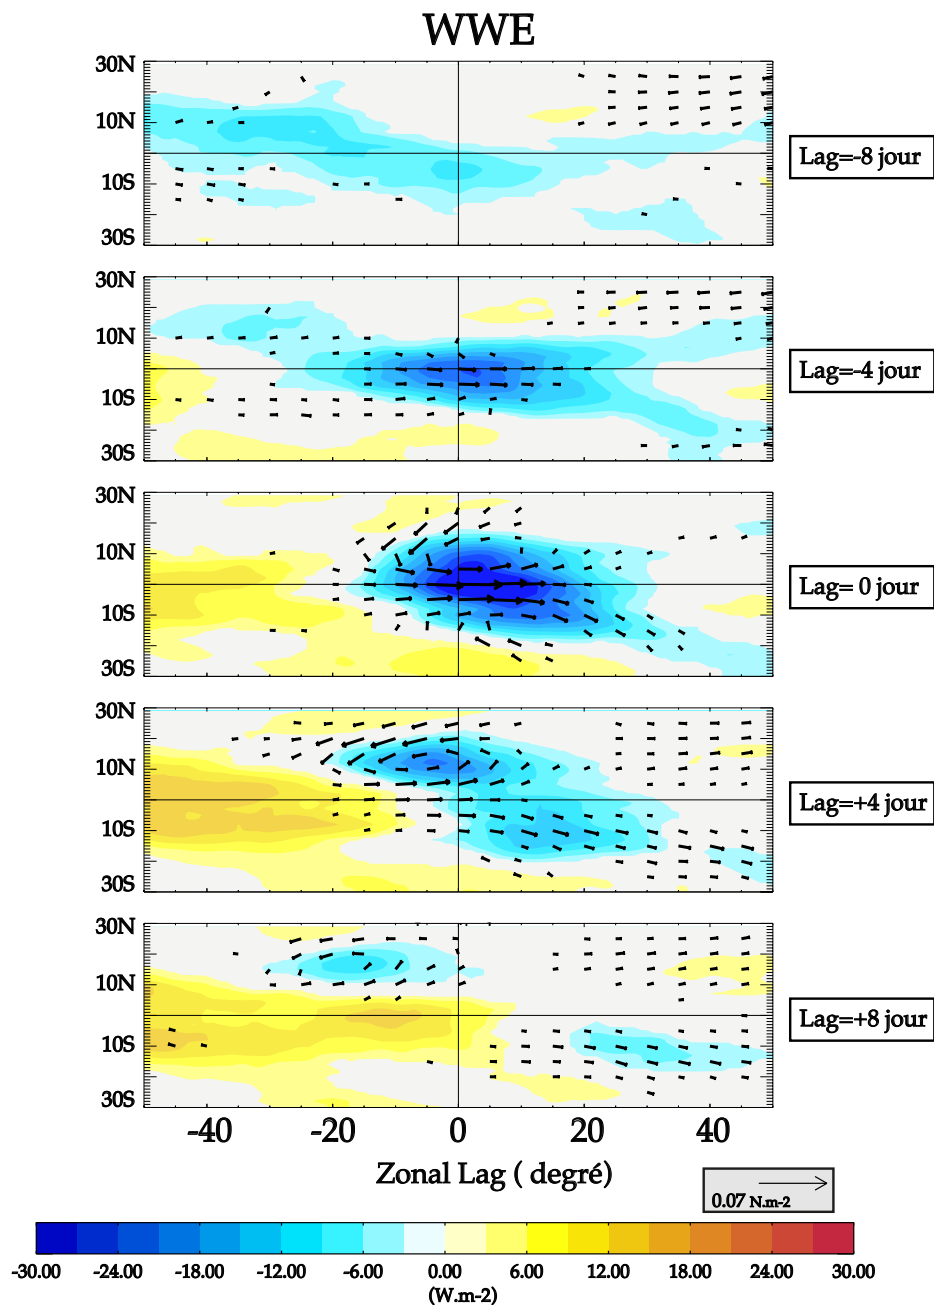 WWE
30N
10N
10S
30S
Lag=-8 jour
30N
10N
10S
30S
Lag=-4 jour
30N
10N
10S
30S
Lag= 0 jour
30N
10N
10S
30S
Lag=+4 jour
30N
10N
10S
30S
Lag=+8 jour
-40 -20 0 20 40
Zonal Lag ( degré)
0.07 N.m-2
-30.00 -24.00 -18.00 -12.00 -6.00 0.00 6.00 12.00 18.00 24.00 30.00
(W.m-2)